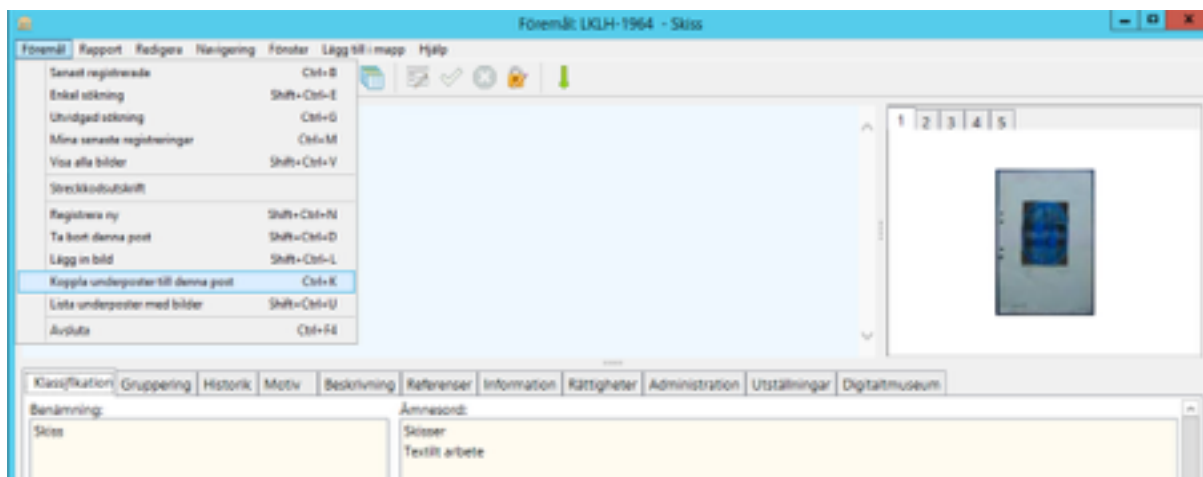 Föremål: LKLH-1964 - Skiss
Föremål Rapport Redigera Navigering Fönster Lägg till i mapp Hjälp
Senast registrerade Ctrl+B
Enkel sökning Shift+Ctrl+E
Utvidgad sökning Ctrl+G
Mina senaste registreringar Ctrl+M
Visa alla bilder Shift+Ctrl+V
Streckkodsutskrift
Registrera ny Shift+Ctrl+N
Ta bort denna post Shift+Ctrl+D
Lägg in bild Shift+Ctrl+L
Koppla underposter till denna post Ctrl+K
Lista underposter med bilder Shift+Ctrl+U
Avsluta Ctrl+F4
1 2 3 4 5
Klassifikation Gruppering Historik Motiv Beskrivning Referenser Information Rättigheter Administration Utställningar Digitaltmuseum
Benämning: Ämnesord:
Skiss Skisser
Textilt arbete